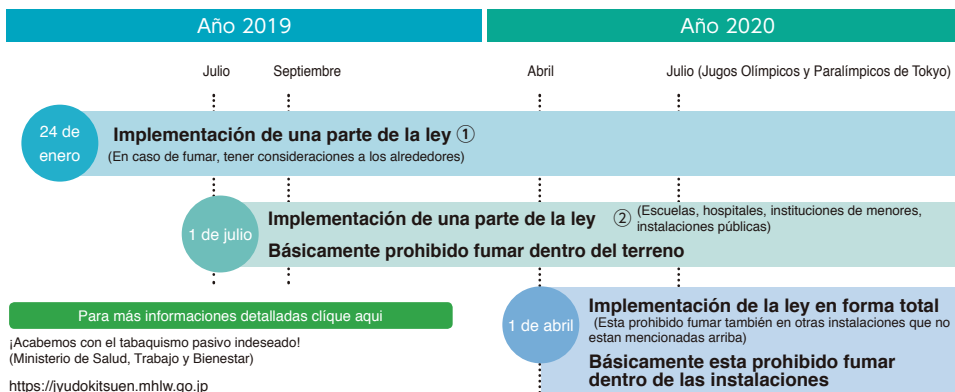 Año 2019
Año 2020
Julio
Septiembre
Abril
Julio (Jugos Olímpicos y Paralímpicos de Tokyo)
24 de
enero
Implementación de una parte de la ley ①
(En caso de fumar, tener consideraciones a los alrededores)
1 de julio
Implementación de una parte de la ley ② (Escuelas, hospitales, instituciones de menores,
instalaciones públicas)
Básicamente prohibido fumar dentro del terreno
1 de abril
Implementación de la ley en forma total
(Esta prohibido fumar también en otras instalaciones que no
estan mencionadas arriba)
Básicamente esta prohibido fumar
dentro de las instalaciones
Para más informaciones detalladas clíque aqui
¡Acabemos con el tabaquismo pasivo indeseado!
(Ministerio de Salud, Trabajo y Bienestar)
https://jyudokitsuen.mhlw.go.jp